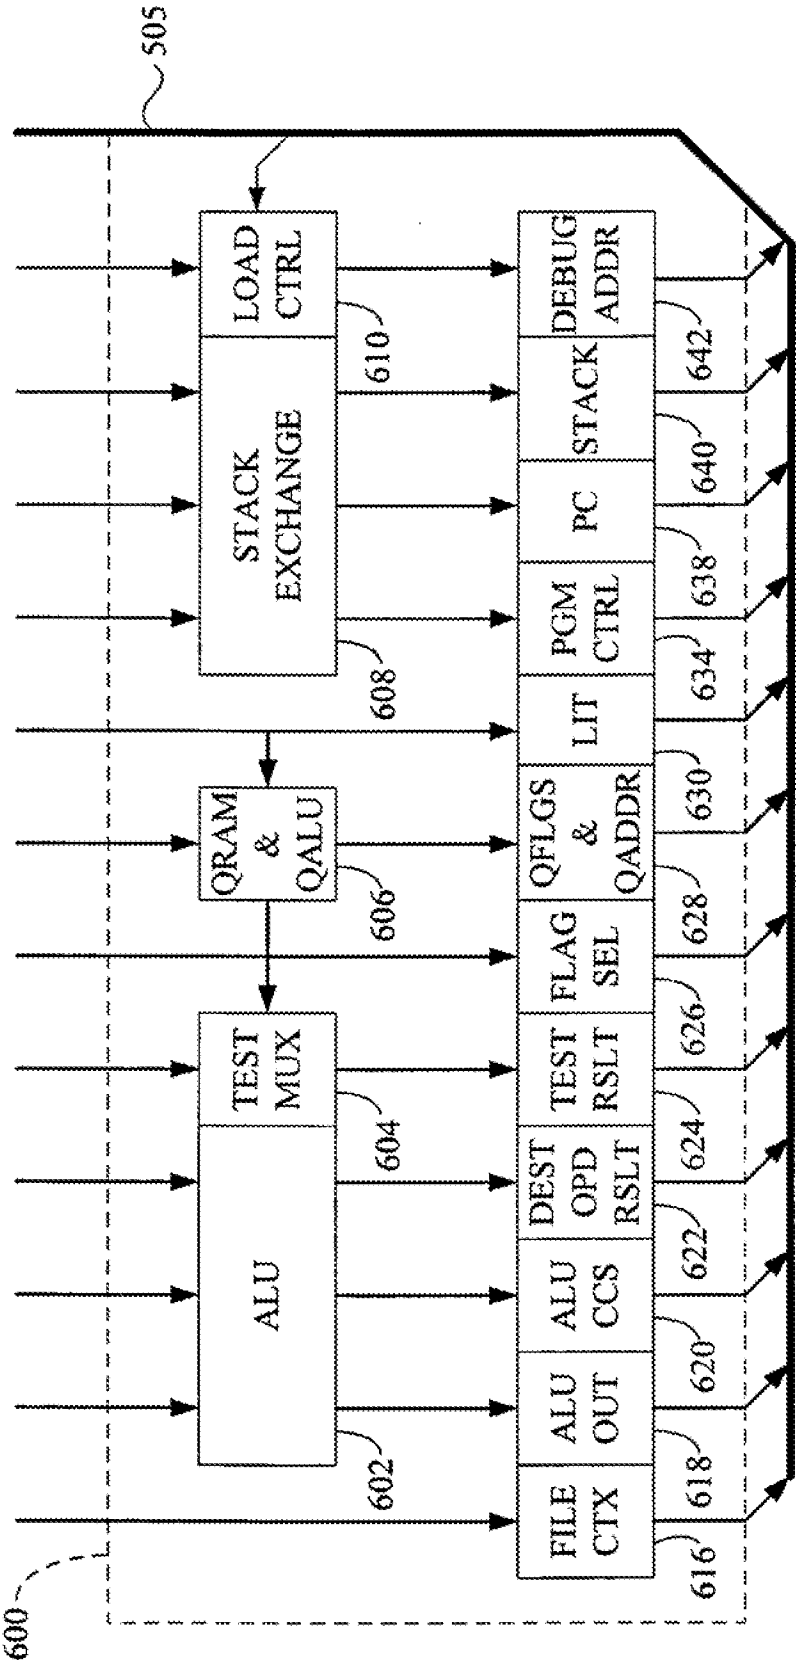 600
505
ALU
602
TEST
MUX
604
QRAM
&
QALU
606
STACK
EXCHANGE
608
LOAD
CTRL
610
FILE
CTX
616
ALU
OUT
618
ALU
CCS
620
DEST
OPD
RSLT
622
TEST
RSLT
624
FLAG
SEL
626
QFLGS
&
QADDR
628
LIT
630
PGM
CTRL
634
PC
638
STACK
640
DEBUG
ADDR
642